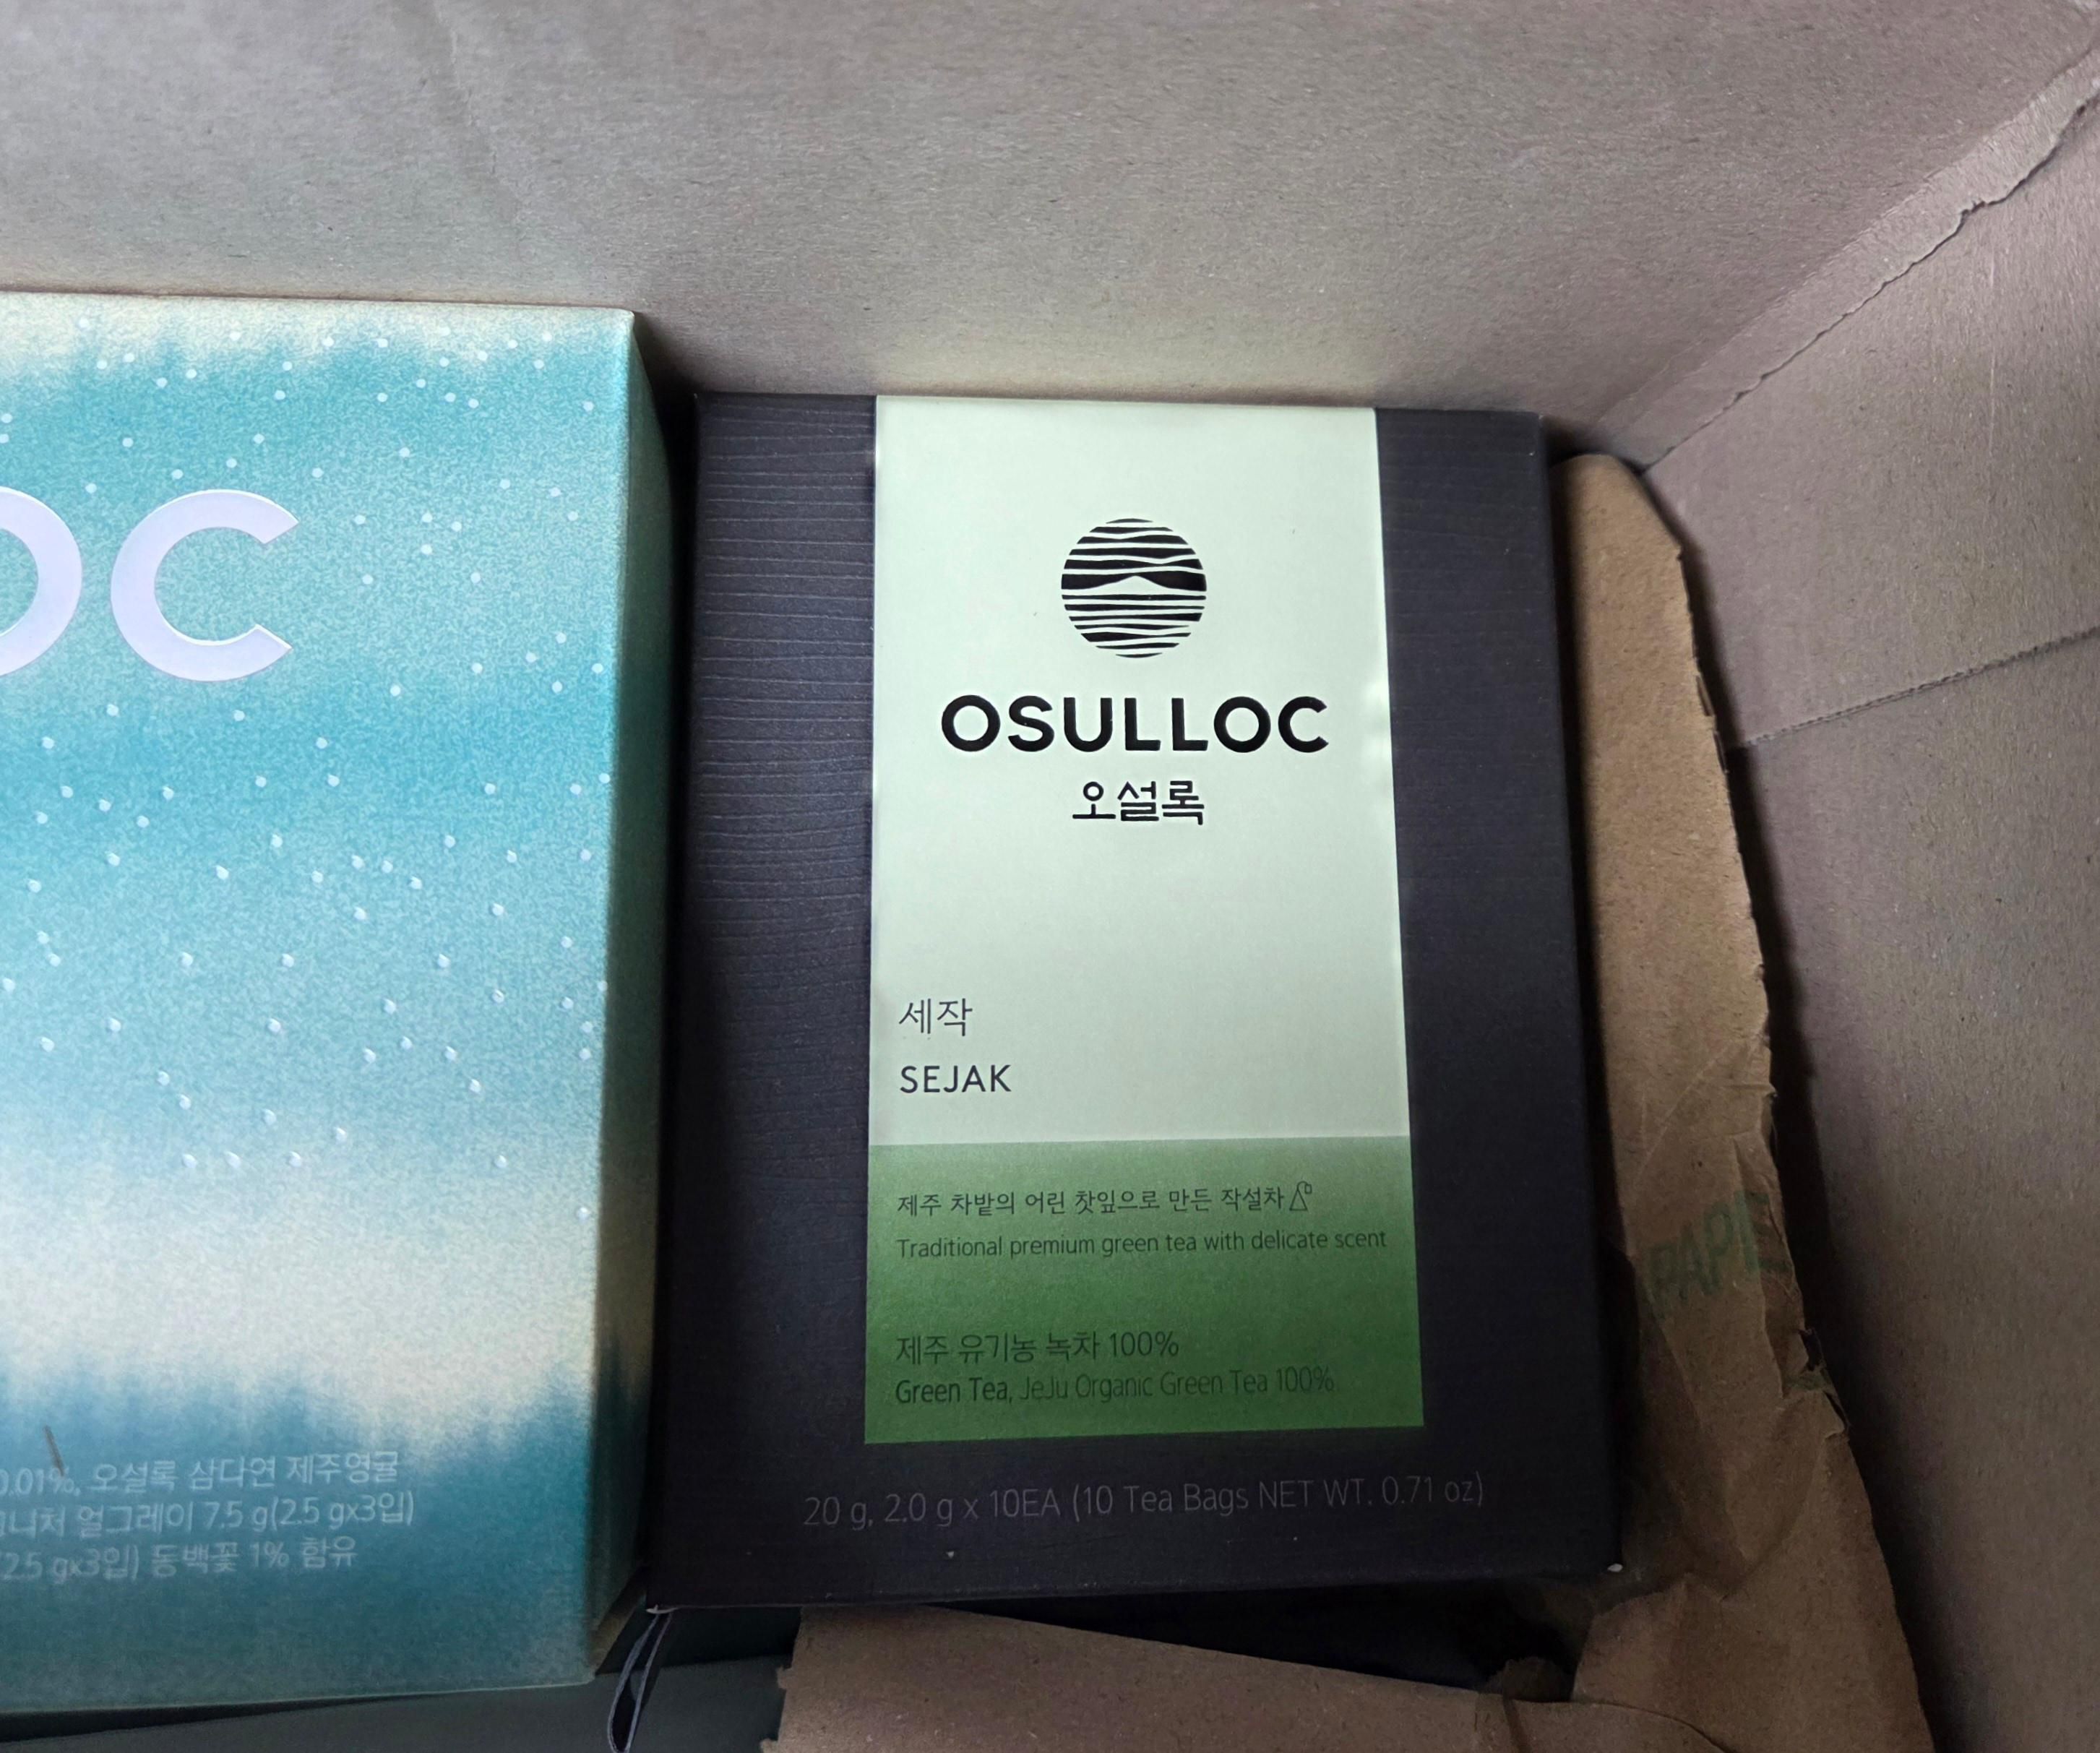 OC
0.01%, 오설록 삼다연 제주영귤
얼그레이 7.5 g(2.5 gx3입)
(2.5 gx3입) 동백꽃 1% 함유
OSULLOC
오설록
세작
SEJAK
제주 차밭의 어린 찻잎으로 만든 작설차
Traditional premium green tea with delicate scent
제주 유기농 녹차 100%
Green Tea, JeJu Organic Green Tea 100%
20 g, 2.0 g x 10EA (10 Tea Bags NET WT. 0.71 oz)
PAPIE